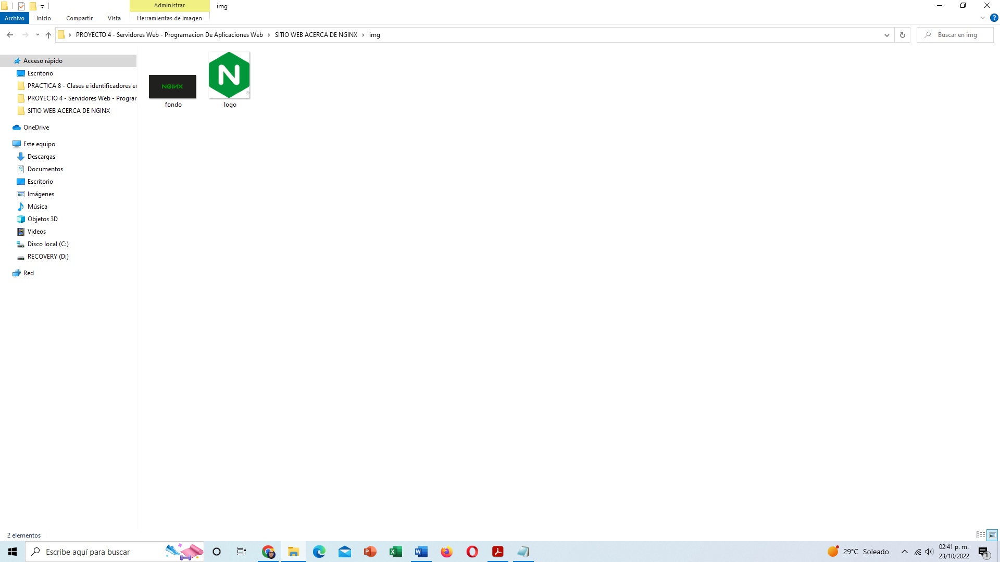 Administrar
img
Archivo
Inicio
Compartir
Vista
Herramientas de imagen
?
PROYECTO 4 - Servidores Web - Programacion De Aplicaciones Web
SITIO WEB ACERCA DE NGINX
img
Buscar en img
Acceso rápido
Escritorio
PRACTICA 8 - Clases e identificadores e
PROYECTO 4 - Servidores Web - Progra
SITIO WEB ACERCA DE NGINX
OneDrive
Este equipo
Descargas
Documentos
Escritorio
Imágenes
Música
Objetos 3D
Videos
Disco local (C:)
RECOVERY (D:)
Red
NGINX
fondo
N
®
logo
2 elementos
Escribe aquí para buscar
P
X
W
29°C Soleado
02:41 p. m.
23/10/2022
1